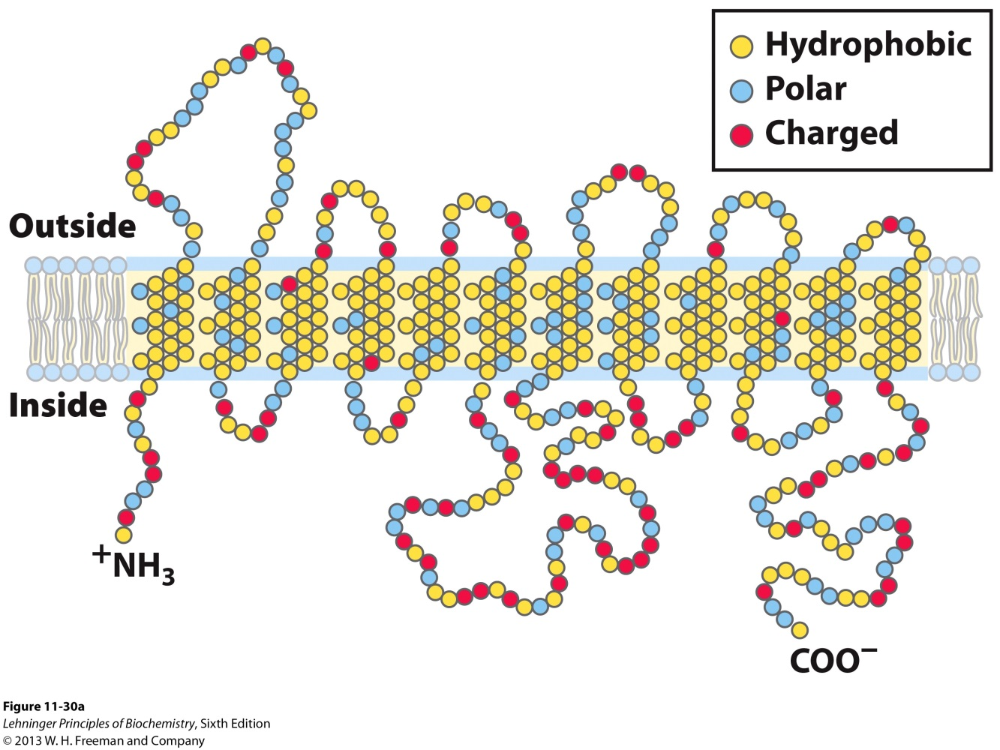 Hydrophobic
Polar
Charged
Outside
Inside
⁺NH₃
COO⁻
Figure 11-30a
Lehninger Principles of Biochemistry, Sixth Edition
© 2013 W. H. Freeman and Company